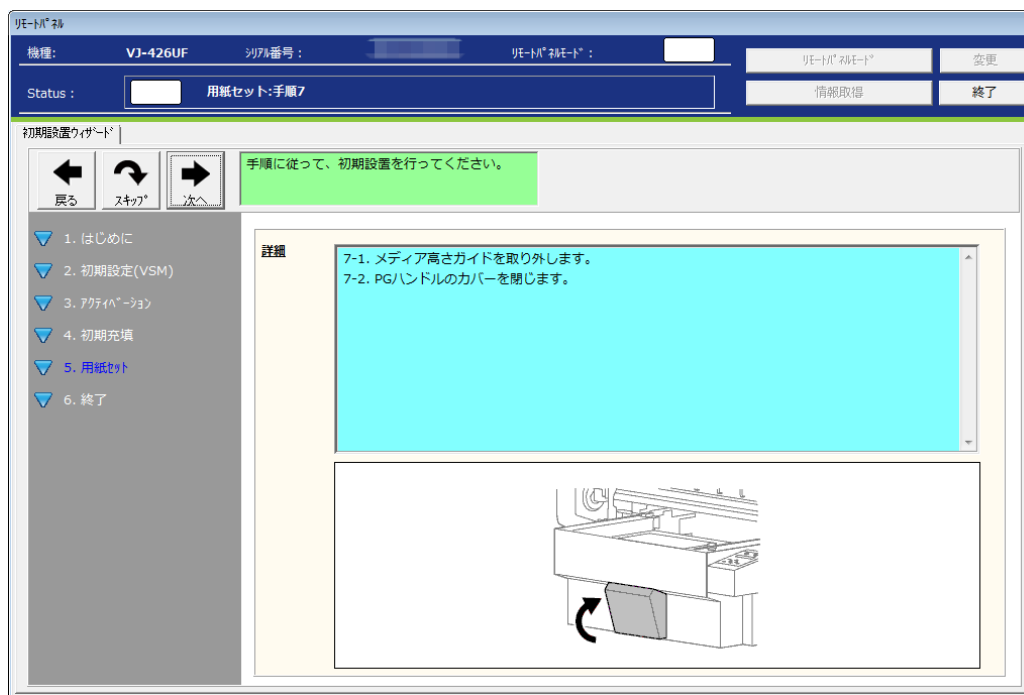 ﾘﾓｰﾄﾊﾟﾈﾙ
機種: VJ-426UF ｼﾘｱﾙ番号： ﾘﾓｰﾄﾊﾟﾈﾙﾓｰﾄﾞ：
ﾘﾓｰﾄﾊﾟﾈﾙﾓｰﾄﾞ 変更
Status： 用紙セット:手順7
情報取得 終了
初期設置ｳｨｻﾞｰﾄﾞ
戻る ｽｷｯﾌﾟ 次へ
手順に従って、初期設置を行ってください。
1. はじめに
2. 初期設定(VSM)
3. ｱｸﾃｨﾍﾞｰｼｮﾝ
4. 初期充填
5. 用紙ｾｯﾄ
6. 終了
詳細
7-1. メディア高さガイドを取り外します。
7-2. PGハンドルのカバーを閉じます。